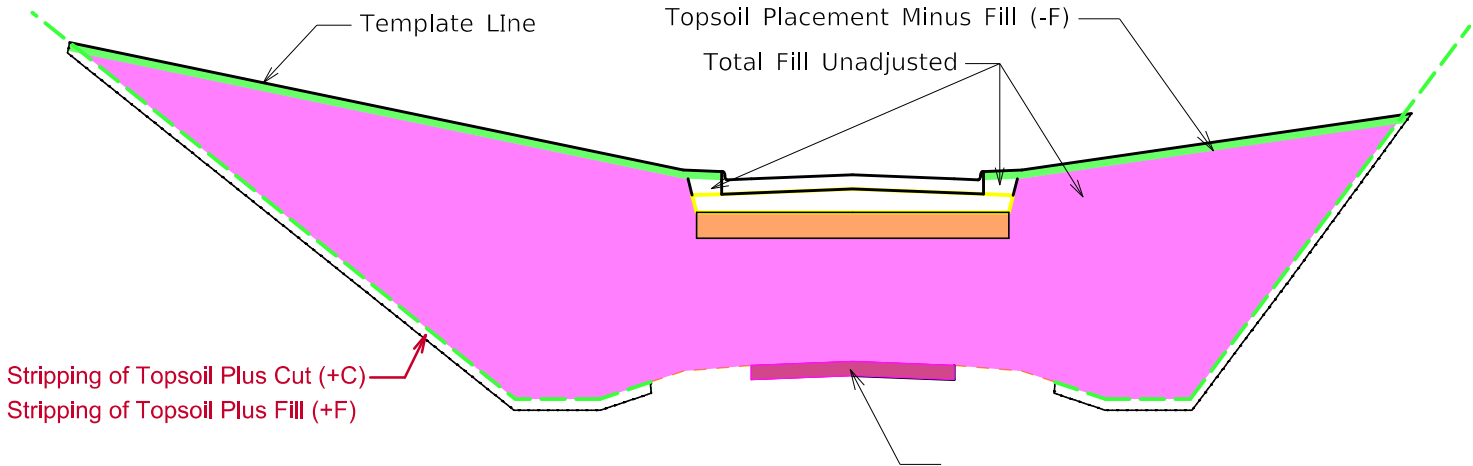 Template LIne
Topsoil Placement Minus Fill (-F)
Total Fill Unadjusted
Stripping of Topsoil Plus Cut (+C)
Stripping of Topsoil Plus Fill (+F)